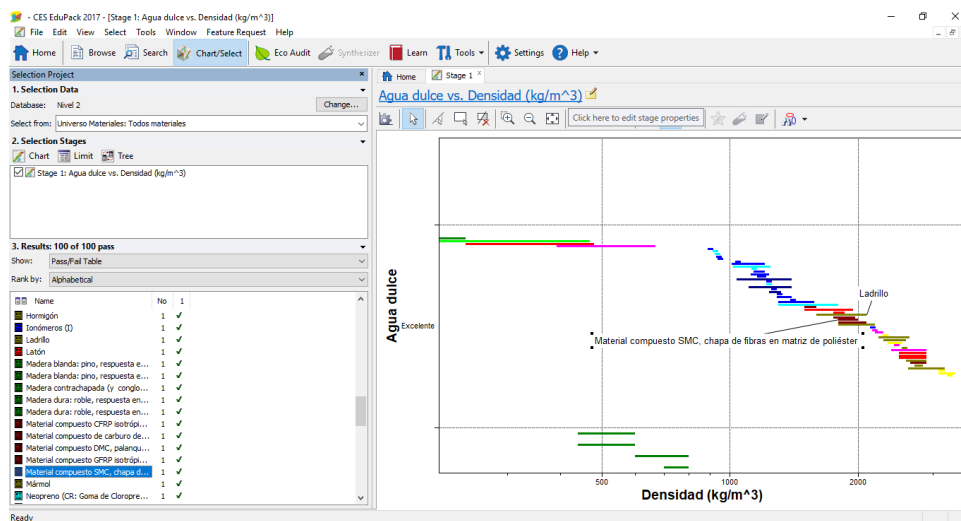 - CES EduPack 2017 - [Stage 1: Agua dulce vs. Densidad (kg/m^3)]
File Edit View Select Tools Window Feature Request Help
Home Browse Search Chart/Select Eco Audit Synthesizer Learn Tools Settings Help
Selection Project
1. Selection Data
Database: Nivel 2 Change...
Select from: Universo Materiales: Todos materiales
2. Selection Stages
Chart Limit Tree
Stage 1: Agua dulce vs. Densidad (kg/m^3)
3. Results: 100 of 100 pass
Show: Pass/Fail Table
Rank by: Alphabetical
Name No 1
Hormigón 1
Ionómeros (I) 1
Ladrillo 1
Latón 1
Madera blanda: pino, respuesta e... 1
Madera blanda: pino, respuesta e... 1
Madera contrachapada (y conglo... 1
Madera dura: roble, respuesta en... 1
Madera dura: roble, respuesta en... 1
Material compuesto CFRP isotrópi... 1
Material compuesto de carburo de... 1
Material compuesto DMC, palanqu... 1
Material compuesto GFRP isotrópi... 1
Material compuesto SMC, chapa d... 1
Mármol 1
Neopreno (CR: Goma de Cloropre... 1
Ready
Home Stage 1
Agua dulce vs. Densidad (kg/m^3)
Click here to edit stage properties
Agua dulce
Excelente
Ladrillo
Material compuesto SMC, chapa de fibras en matriz de poliéster
500 1000 2000
Densidad (kg/m^3)